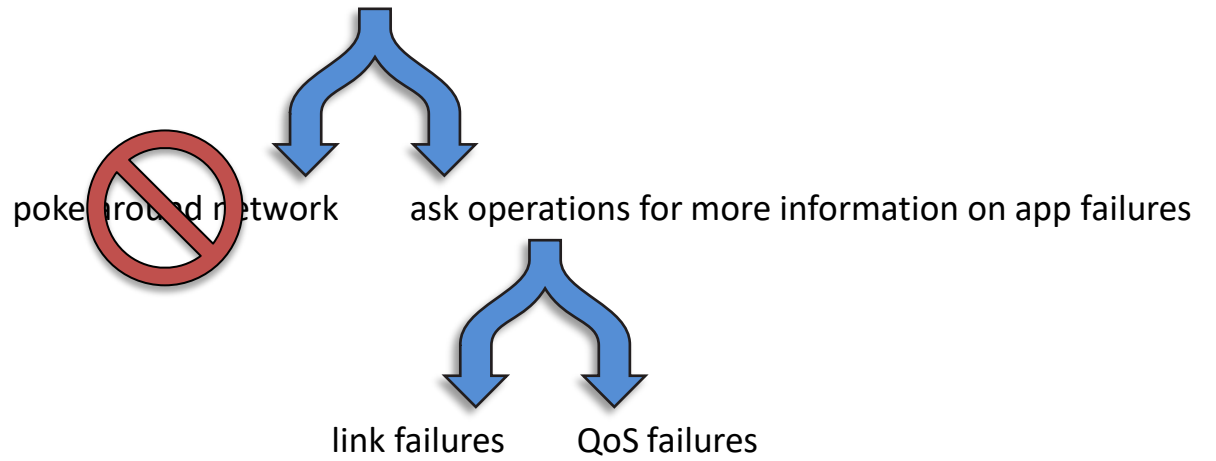 poke around network ask operations for more information on app failures
link failures QoS failures